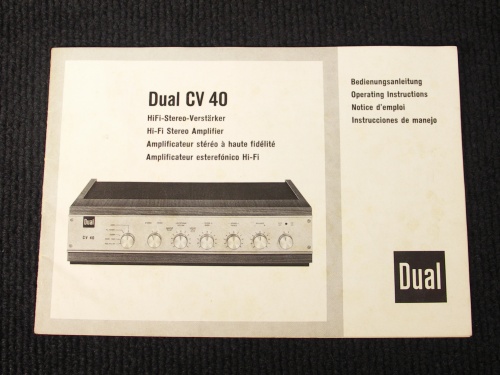 Dual CV 40
HiFi-Stereo-Verstärker
Hi-Fi Stereo Amplifier
Amplificateur stéréo à haute fidélité
Amplificateur esterefónico Hi-Fi
Bedienungsanleitung
Operating Instructions
Notice d'emploi
Instrucciones de manejo
Dual
CV 40
Dual